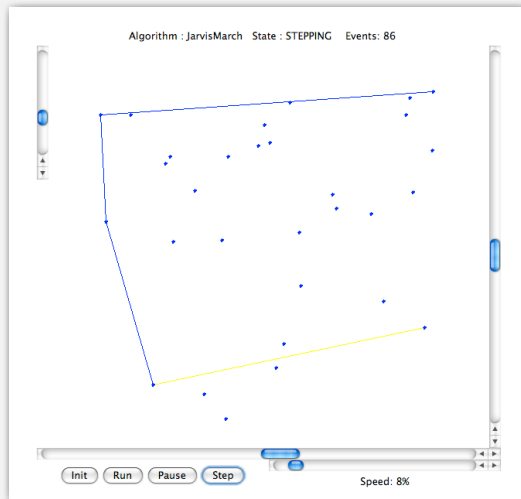 Algorithm : JarvisMarch   State : STEPPING    Events: 86
Init Run Pause Step
Speed: 8%